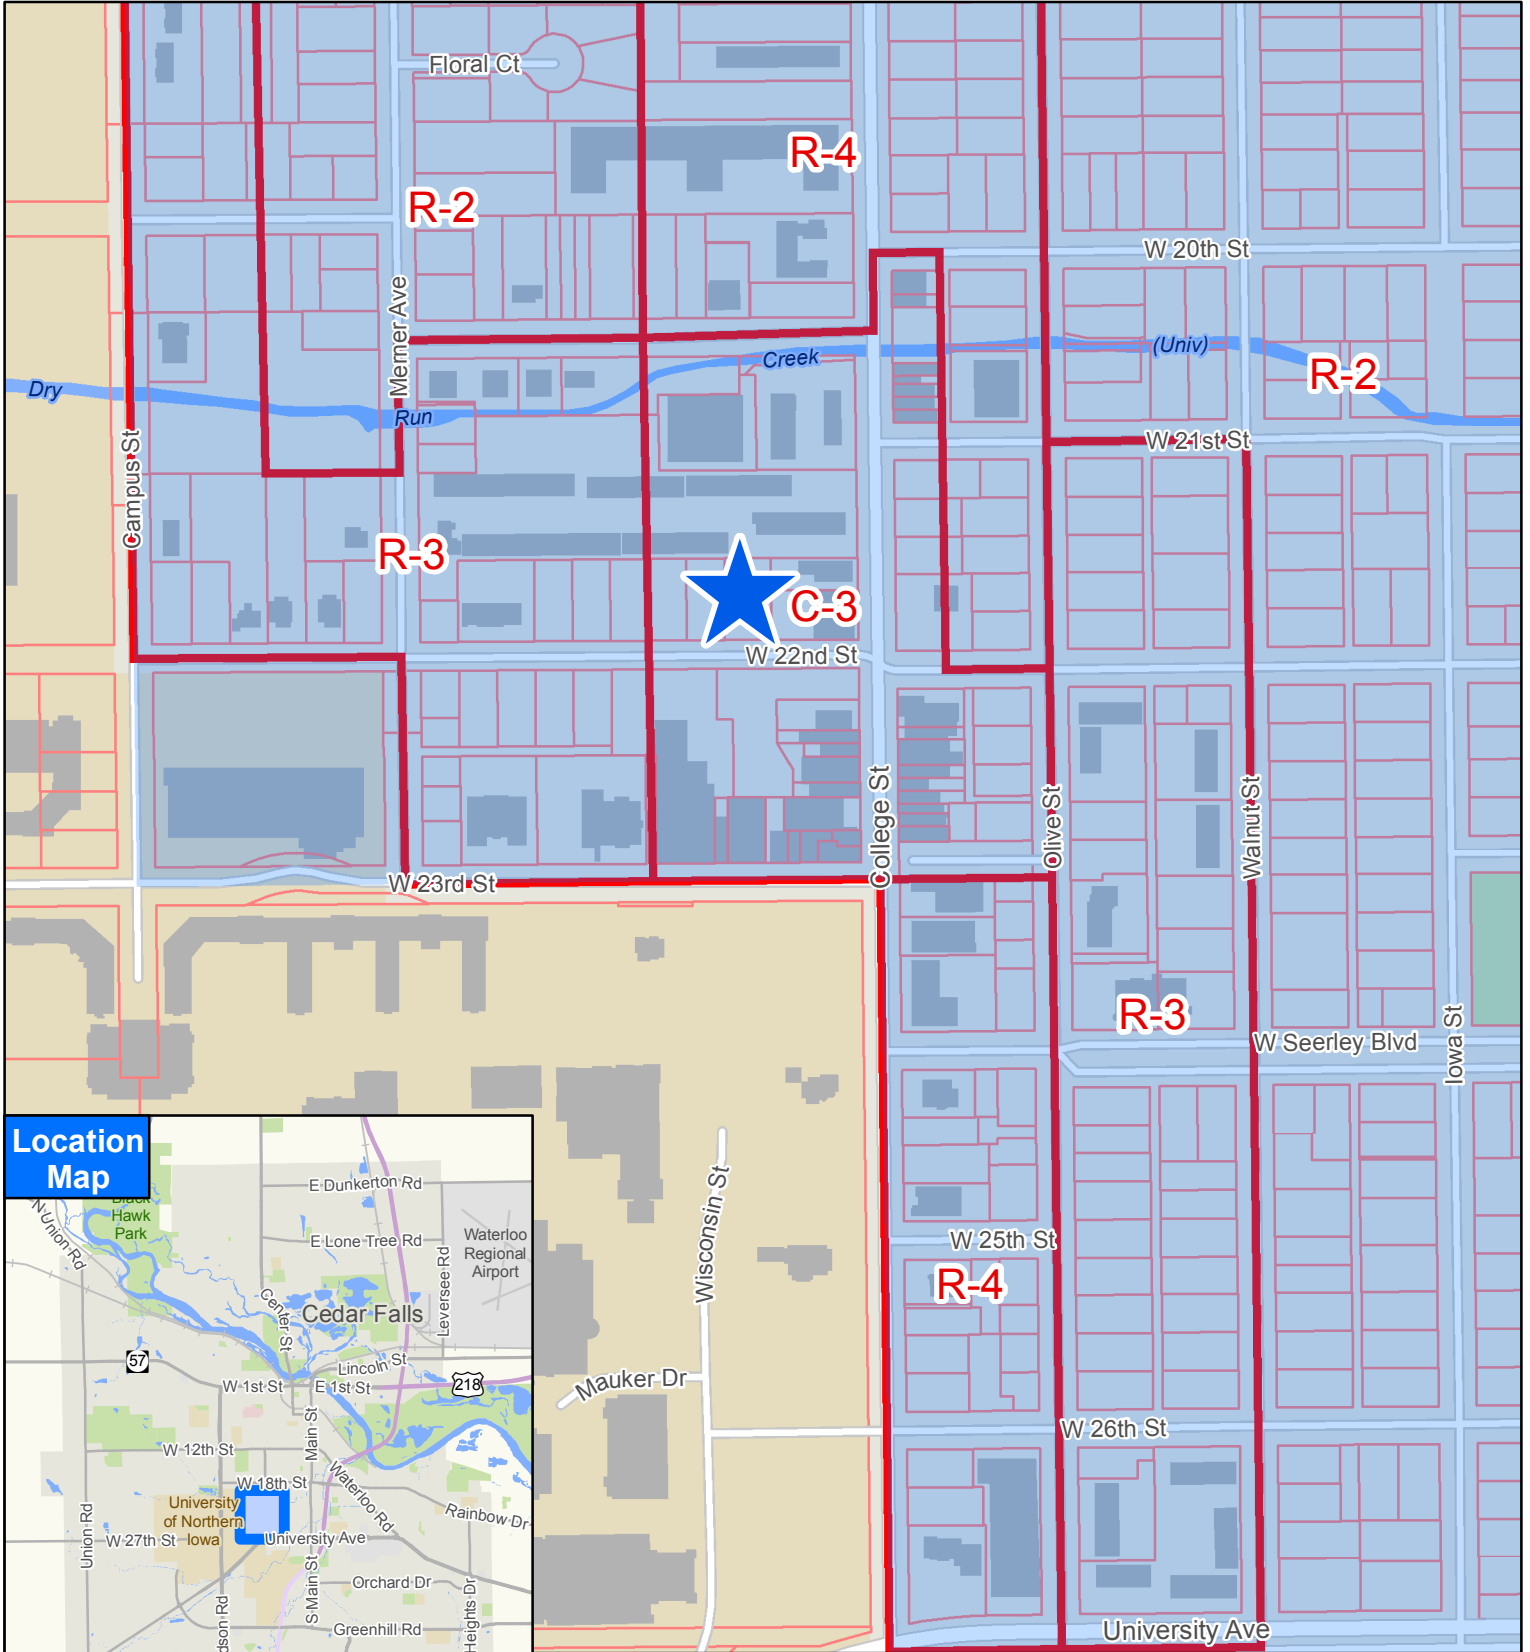 Floral Ct
R-4
R-2
W 20th St
Merner Ave
(Univ)
Creek
R-2
Dry
Run
W 21st St
Campus St
R-3
C-3
W 22nd St
College St
Olive St
Walnut St
W 23rd St
R-3
Iowa St
W Seerley Blvd
Wisconsin St
W 25th St
R-4
Mauker Dr
W 26th St
University Ave
Location
Map
Black
Hawk
Park
N Union Rd
E Dunkerton Rd
E Lone Tree Rd
Waterloo
Regional
Airport
Leversee Rd
Center St
Cedar Falls
57
Lincoln St
W 1st St
E 1st St
218
Main St
W 12th St
W 18th St
Waterloo Rd
University
of Northern
Iowa
Rainbow Dr
Union Rd
W 27th St
University Ave
S Main St
Orchard Dr
Heights Dr
dson Rd
Greenhill Rd